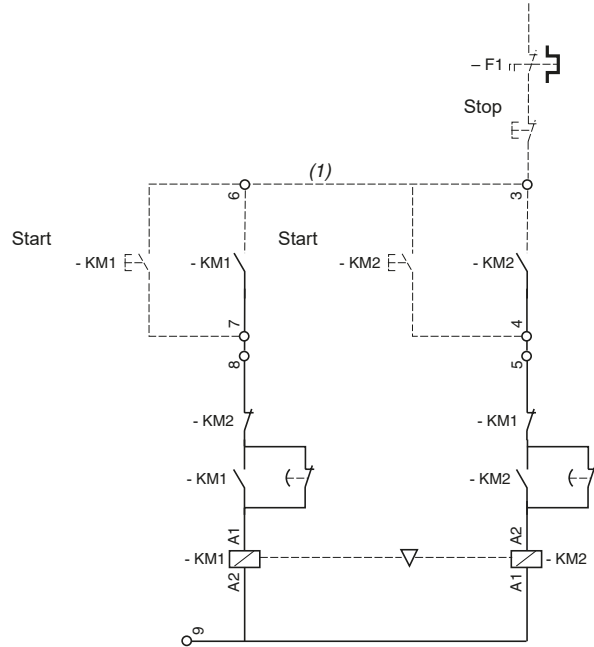 – F1
Stop
(1)
6
3
Start
Start
- KM1
- KM1
- KM2
- KM2
7
4
8
5
- KM2
- KM1
- KM1
- KM2
A1
A2
- KM1
- KM2
A2
A1
9